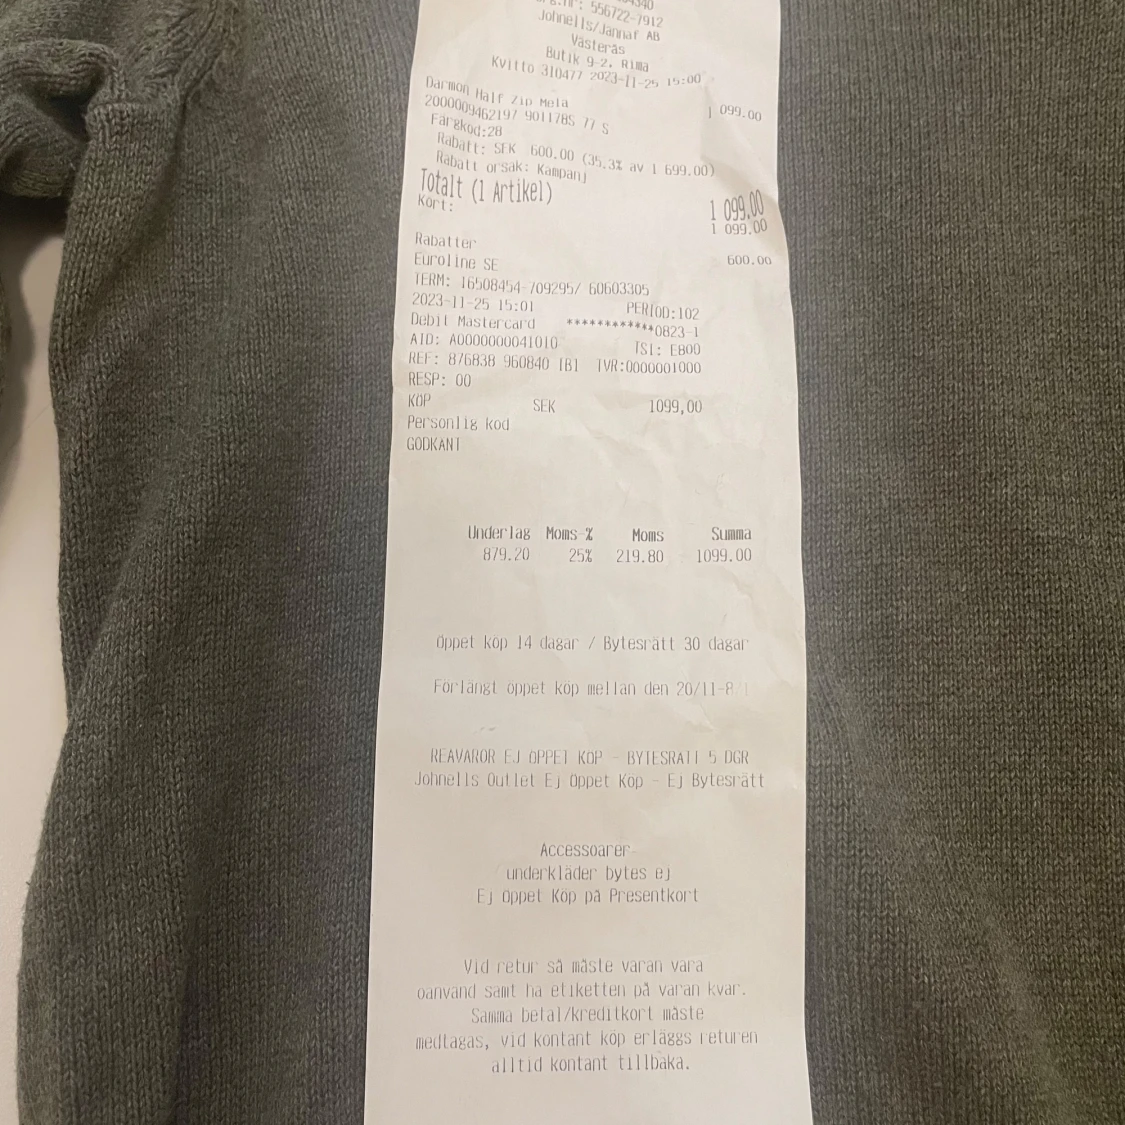 556722-7912
Johnells/Jannaf AB
Västerås
Butik 9-2. Rima
Kvitto 310477 2023-11-25 15:00
Darmon Half Zip Mela 1 099.00
2000009462197 901178S 77 S
Färgkod:28
Rabatt: SEK 600.00 (35.3% av 1 699.00)
Rabatt orsak: Kampanj
Totalt (1 Artikel) 1 099.00
Kort: 1 099.00
Rabatter 600.00
Euroline SE
TERM: 16508454-709295/ 60603305
2023-11-25 15:01 PERIOD:102
Debit Mastercard ************0823-1
AID: A0000000041010 TSI: E800
REF: 876838 960840 IB1 TVR:0000001000
RESP: 00
KÖP SEK 1099,00
Personlig kod
GODKÄNT
Underlag Moms-% Moms Summa
879.20 25% 219.80 1099.00
Öppet köp 14 dagar / Bytesrätt 30 dagar
Förlängt öppet köp mellan den 20/11-8/
REAVAROR EJ ÖPPET KÖP - BYTESRÄTT 5 DGR
Johnells Outlet Ej Öppet Köp - Ej Bytesrätt
Accessoarer-
underkläder bytes ej
Ej Öppet Köp på Presentkort
Vid retur så måste varan vara
oanvänd samt ha etiketten på varan kvar.
Samma betal/kreditkort måste
medtagas, vid kontant köp erläggs returen
alltid kontant tillbaka.